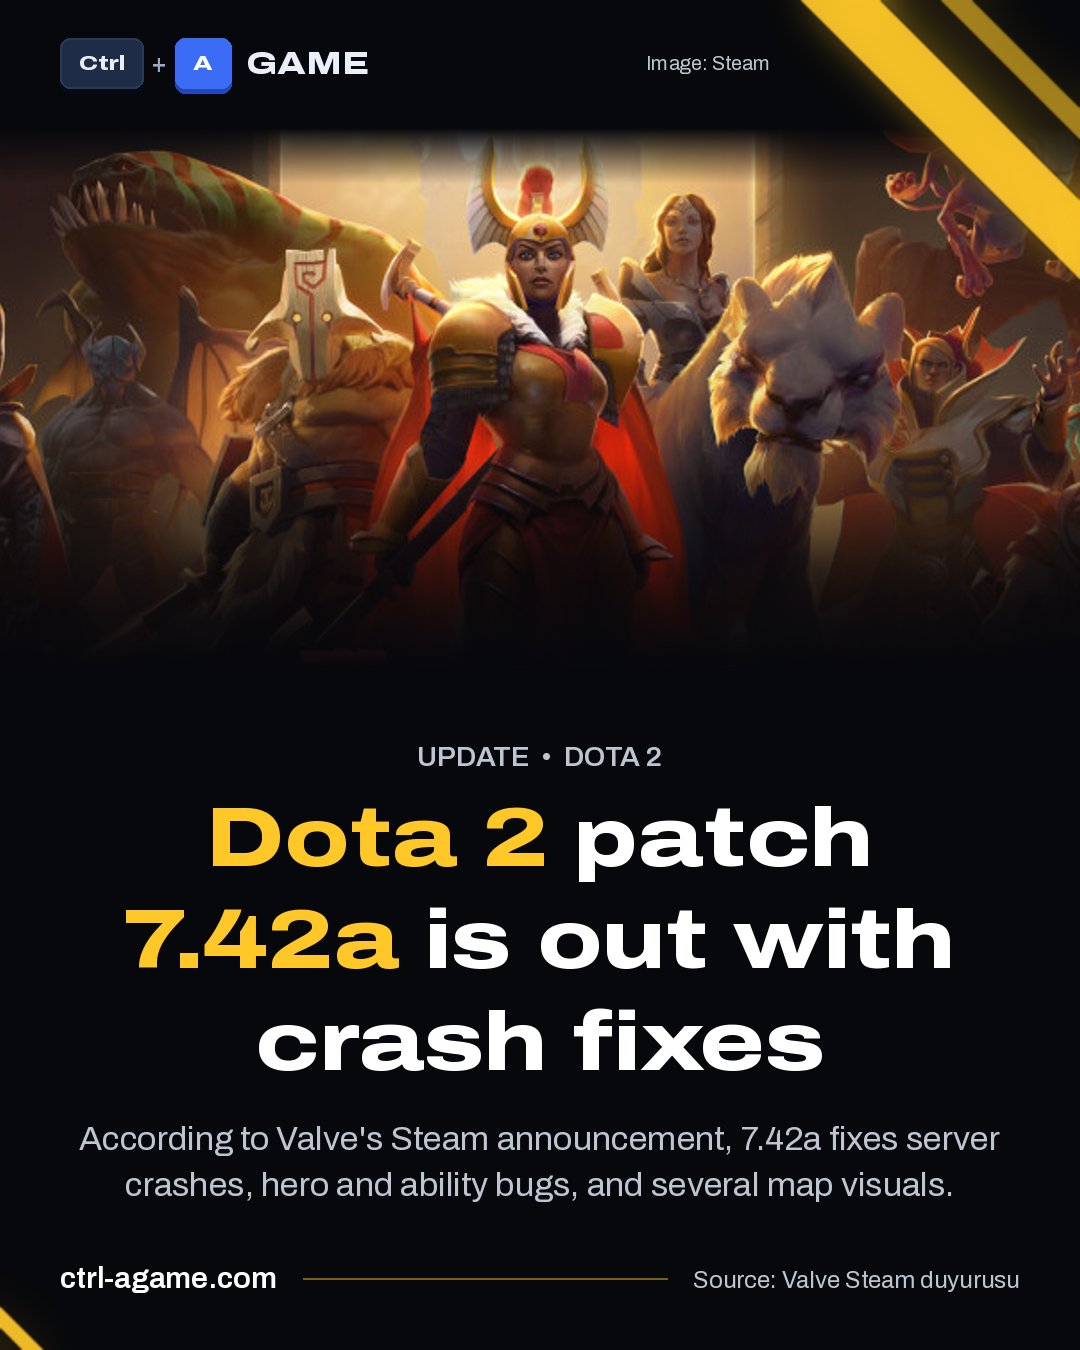 Ctrl + A GAME
Image: Steam
UPDATE • DOTA 2
Dota 2 patch
7.42a is out with
crash fixes
According to Valve's Steam announcement, 7.42a fixes server
crashes, hero and ability bugs, and several map visuals.
ctrl-agame.com
Source: Valve Steam duyurusu